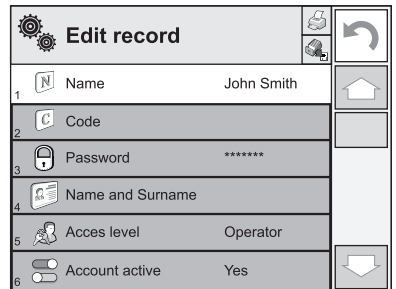 Edit record
1 N Name John Smith
2 C Code
3 Password *******
4 Name and Surname
5 Acces level Operator
6 Account active Yes